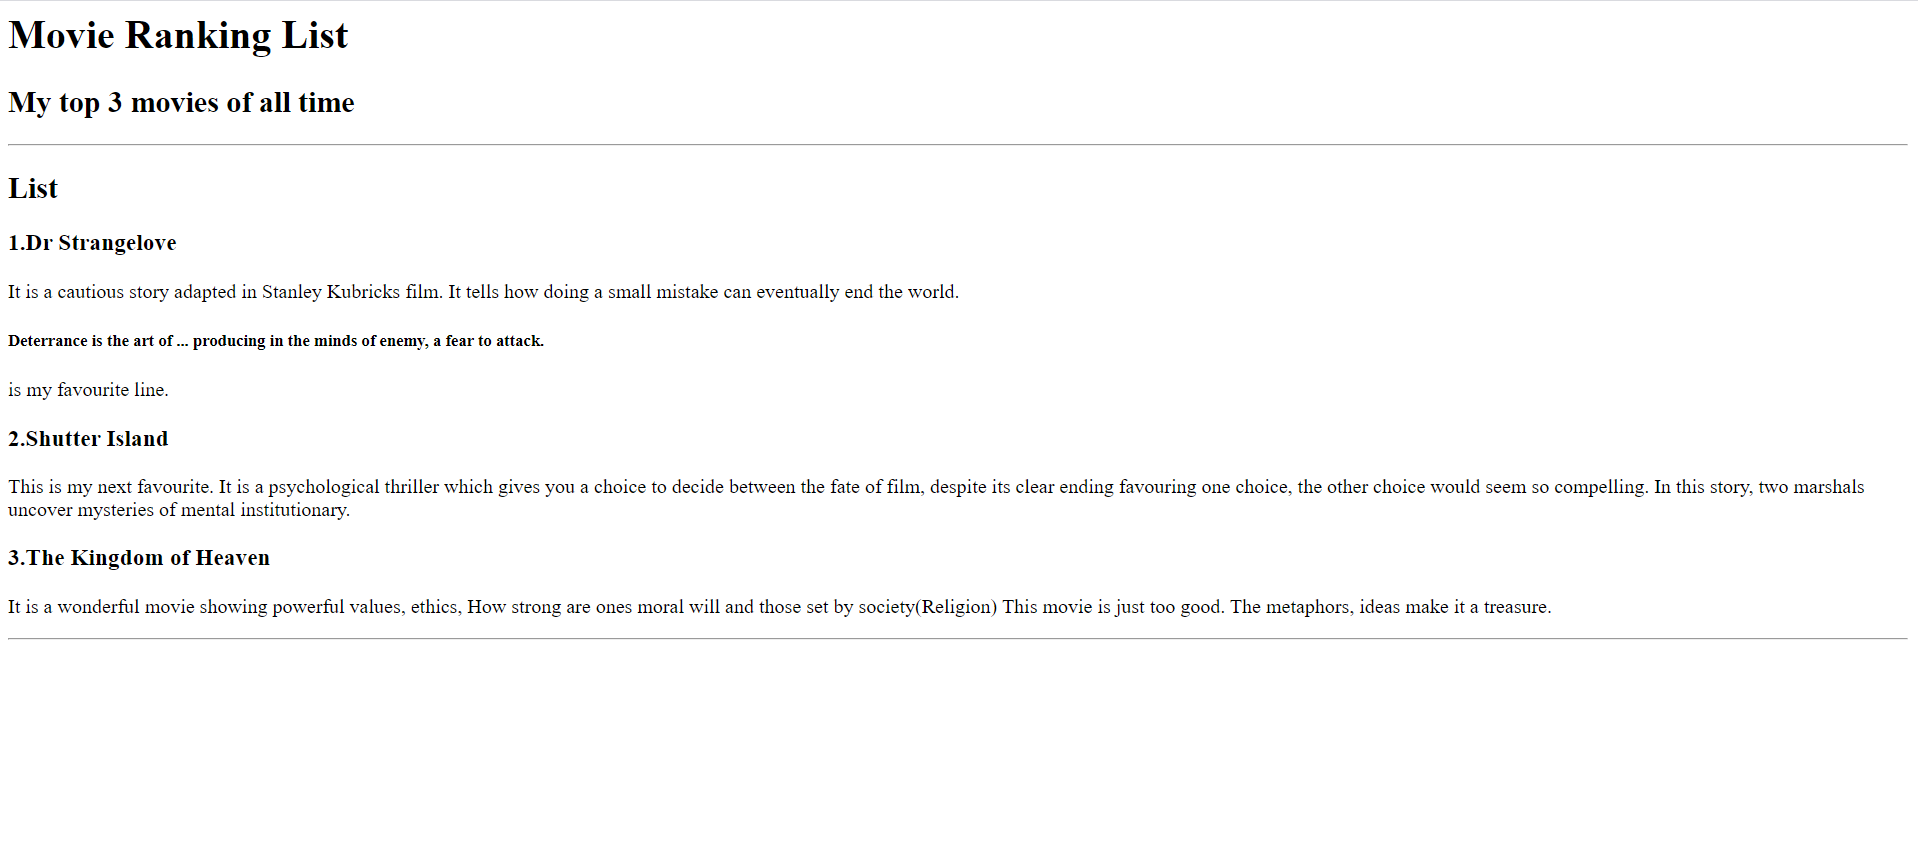 Movie Ranking List
My top 3 movies of all time
List
1.Dr Strangelove
It is a cautious story adapted in Stanley Kubricks film. It tells how doing a small mistake can eventually end the world.
Deterrance is the art of ... producing in the minds of enemy, a fear to attack.
is my favourite line.
2.Shutter Island
This is my next favourite. It is a psychological thriller which gives you a choice to decide between the fate of film, despite its clear ending favouring one choice, the other choice would seem so compelling. In this story, two marshals
uncover mysteries of mental institutionary.
3.The Kingdom of Heaven
It is a wonderful movie showing powerful values, ethics, How strong are ones moral will and those set by society(Religion) This movie is just too good. The metaphors, ideas make it a treasure.